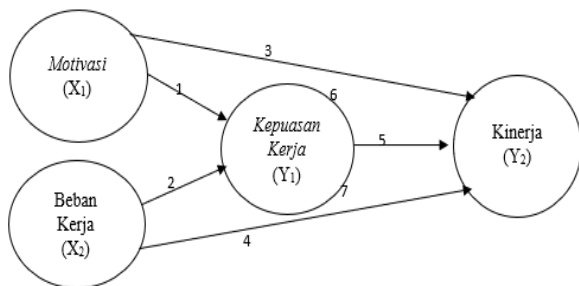 Motivasi
(X₁)
3
1
6
Kepuasan
Kerja
(Y₁)
5
Kinerja
(Y₂)
2
7
Beban
Kerja
(X₂)
4